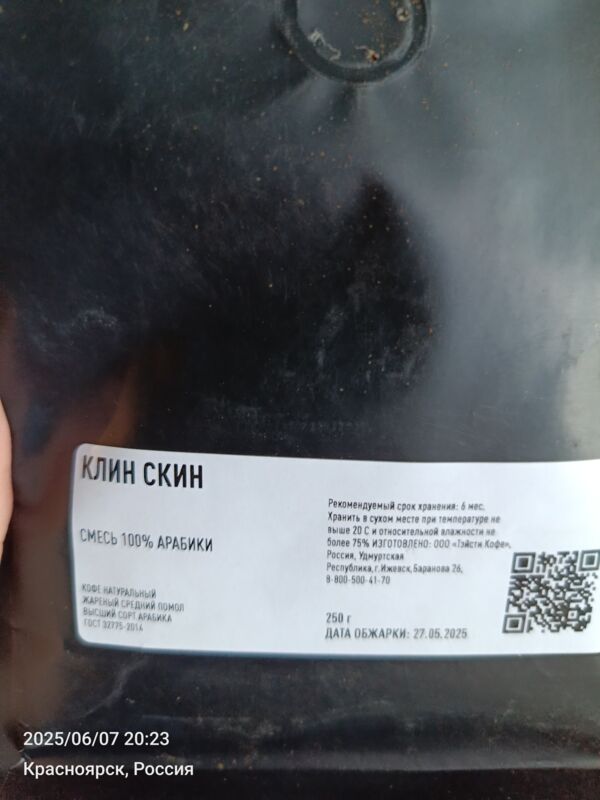 КЛИН СКИН
СМЕСЬ 100% АРАБИКИ
КОФЕ НАТУРАЛЬНЫЙ
ЖАРЕНЫЙ СРЕДНИЙ ПОМОЛ
ВЫСШИЙ СОРТ АРАБИКА
ГОСТ 32775-2014
Рекомендуемый срок хранения: 6 мес.
Хранить в сухом месте при температуре не
выше 20 С и относительной влажности не
более 75% ИЗГОТОВЛЕНО: ООО «Тэйсти Кофе»,
Россия, Удмуртская
Республика, г.Ижевск,Баранова 26,
8-800-500-41-70
250 г
ДАТА ОБЖАРКИ: 27.05.2025
2025/06/07 20:23
Красноярск, Россия